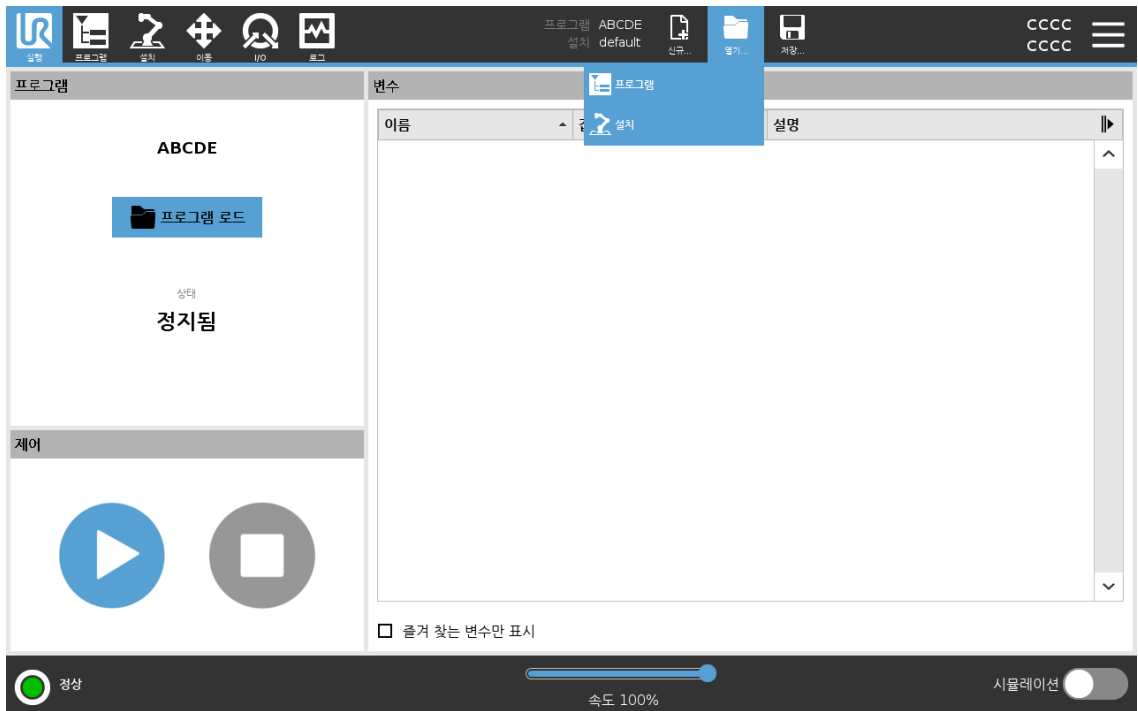 UR
실행 프로그램 설치 이동 I/O 로그
프로그램 ABCDE
설치 default
신규... 열기... 저장...
CCCC
CCCC
프로그램
설치
프로그램
ABCDE
프로그램 로드
상태
정지됨
제어
변수
이름 설명
즐겨 찾는 변수만 표시
정상
속도 100%
시뮬레이션